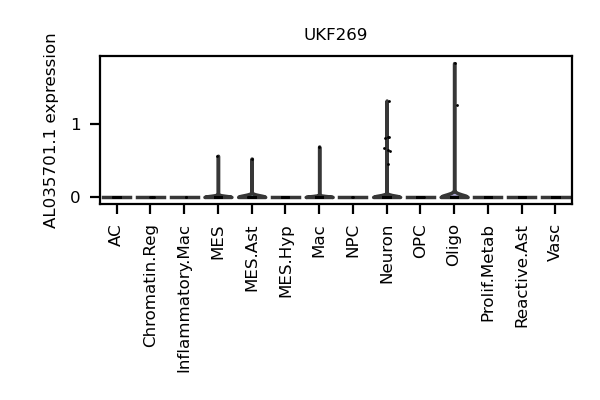 UKF269
AL035701.1 expression
1
0
AC
Chromatin.Reg
Inflammatory.Mac
MES
MES.Ast
MES.Hyp
Mac
NPC
Neuron
OPC
Oligo
Prolif.Metab
Reactive.Ast
Vasc